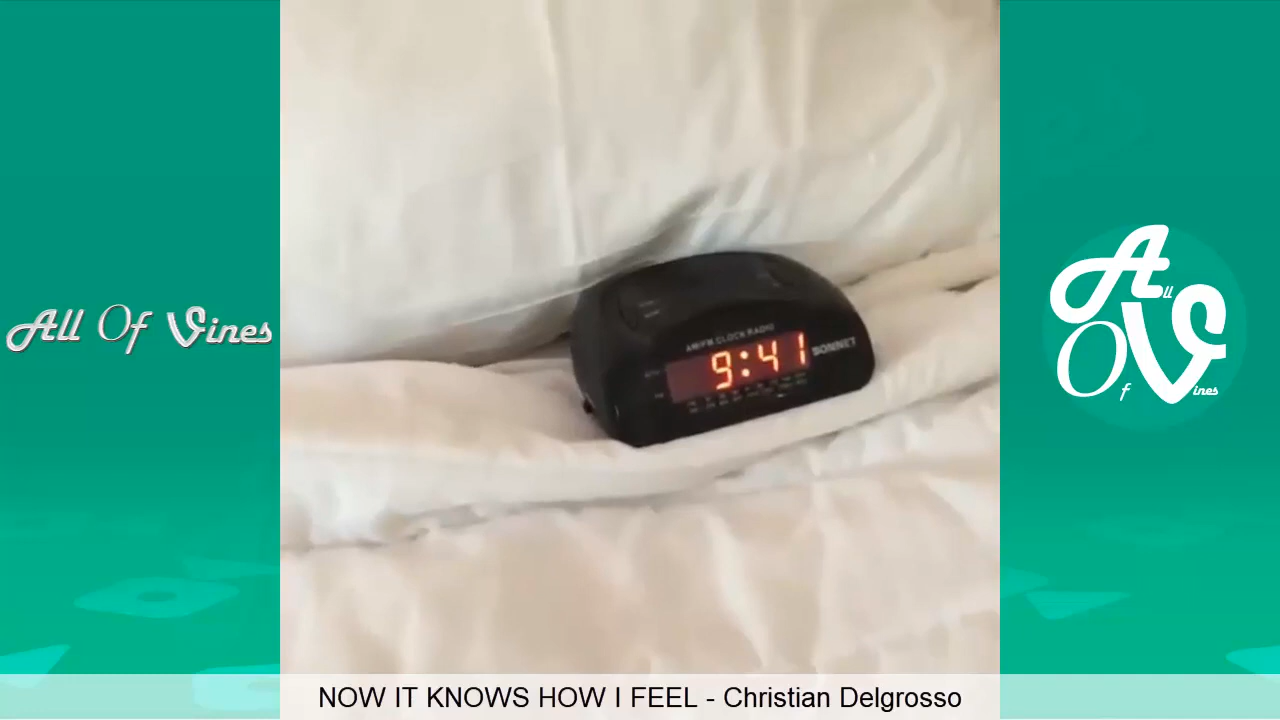 All Of Vines
AM/FM CLOCK RADIO
9:41
SONNET
All
Of Vines
NOW IT KNOWS HOW I FEEL - Christian Delgrosso